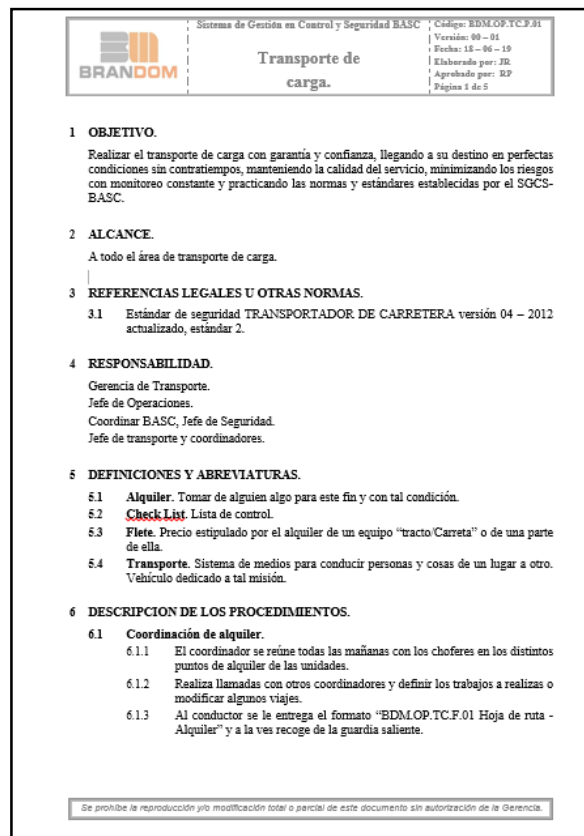 BRANDOM
Sistema de Gestión en Control y Seguridad BASC
Transporte de
carga.
Código: BDM.OP.TC.P.01
Versión: 00 – 01
Fecha: 18 – 06 – 19
Elaborado por: JR
Aprobado por: RP
Página 1 de 5
1 OBJETIVO.
Realizar el transporte de carga con garantía y confianza, llegando a su destino en perfectas
condiciones sin contratiempos, manteniendo la calidad del servicio, minimizando los riesgos
con monitoreo constante y practicando las normas y estándares establecidas por el SGCS-
BASC.
2 ALCANCE.
A todo el área de transporte de carga.
3 REFERENCIAS LEGALES U OTRAS NORMAS.
3.1 Estándar de seguridad TRANSPORTADOR DE CARRETERA versión 04 – 2012
actualizado, estándar 2.
4 RESPONSABILIDAD.
Gerencia de Transporte.
Jefe de Operaciones.
Coordinar BASC, Jefe de Seguridad.
Jefe de transporte y coordinadores.
5 DEFINICIONES Y ABREVIATURAS.
5.1 Alquiler. Tomar de alguien algo para este fin y con tal condición.
5.2 Check List. Lista de control.
5.3 Flete. Precio estipulado por el alquiler de un equipo “tracto/Carreta” o de una parte
de ella.
5.4 Transporte. Sistema de medios para conducir personas y cosas de un lugar a otro.
Vehículo dedicado a tal misión.
6 DESCRIPCION DE LOS PROCEDIMIENTOS.
6.1 Coordinación de alquiler.
6.1.1 El coordinador se reúne todas las mañanas con los choferes en los distintos
puntos de alquiler de las unidades.
6.1.2 Realiza llamadas con otros coordinadores y definir los trabajos a realizas o
modificar algunos viajes.
6.1.3 Al conductor se le entrega el formato “BDM.OP.TC.F.01 Hoja de ruta -
Alquiler” y a la ves recoge de la guardia saliente.
Se prohíbe la reproducción y/o modificación total o parcial de este documento sin autorización de la Gerencia.